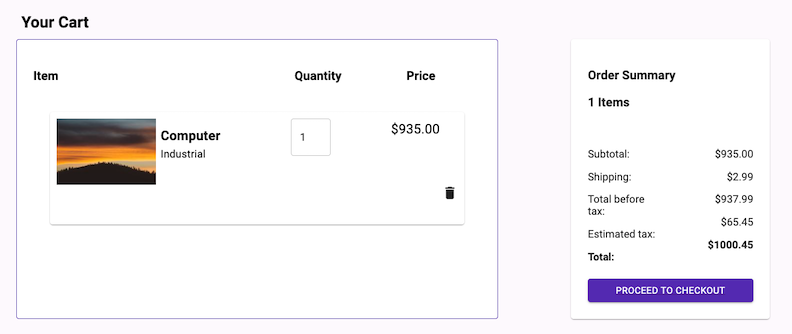 Your Cart
Item Quantity Price
Computer
Industrial
1
$935.00
Order Summary
1 Items
Subtotal: $935.00
Shipping: $2.99
Total before
tax: $937.99
Estimated tax: $65.45
Total: $1000.45
PROCEED TO CHECKOUT